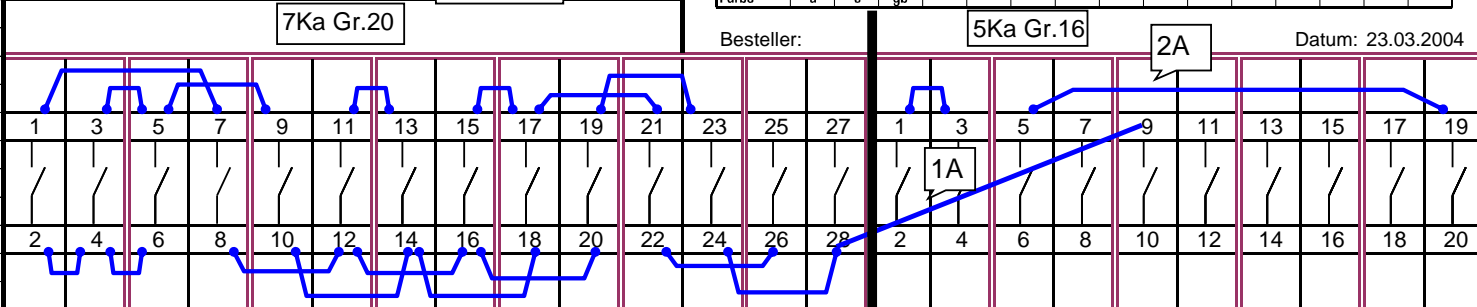 Farbe
7Ka Gr.20
Besteller:
5Ka Gr.16
2A
Datum: 23.03.2004
1 3 5 7 9 11 13 15 17 19 21 23 25 27 1 3 5 7 9 11 13 15 17 19
1A
2 4 6 8 10 12 14 16 18 20 22 24 26 28 2 4 6 8 10 12 14 16 18 20